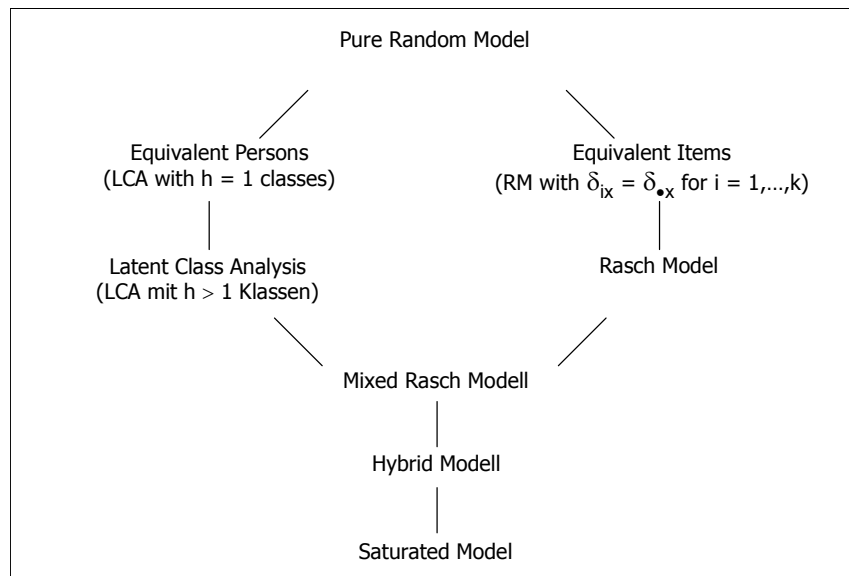 Pure Random Model
Equivalent Persons
(LCA with h = 1 classes)
Equivalent Items
(RM with δix = δ•x for i = 1,...,k)
Latent Class Analysis
(LCA mit h > 1 Klassen)
Rasch Model
Mixed Rasch Modell
Hybrid Modell
Saturated Model